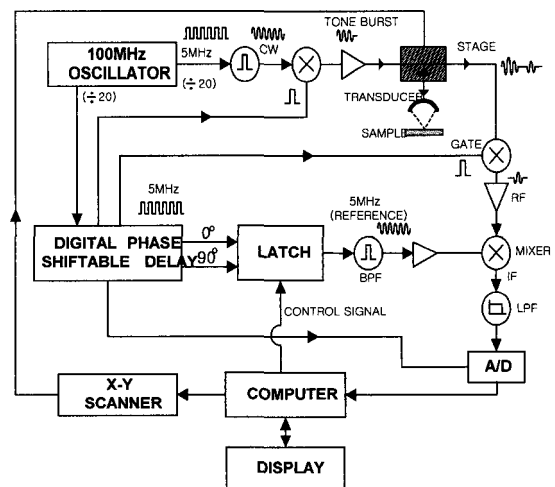 TONE BURST
100MHz
OSCILLATOR
5MHz
CW
STAGE
(÷20)
(÷20)
TRANSDUCER
SAMPLE
GATE
5MHz
RF
DIGITAL PHASE
SHIFTABLE DELAY
0°
90°
LATCH
5MHz
(REFERENCE)
BPF
MIXER
IF
LPF
CONTROL SIGNAL
A/D
X-Y
SCANNER
COMPUTER
DISPLAY